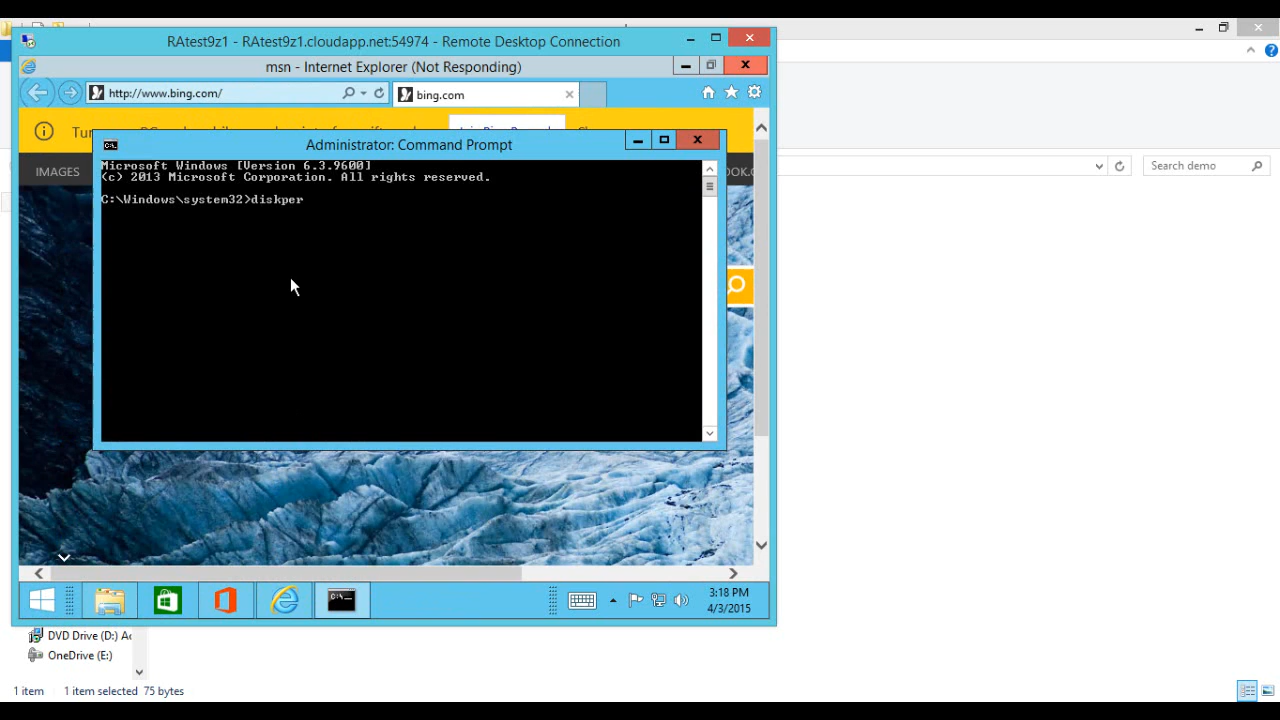 RAtest9z1 - RAtest9z1.cloudapp.net:54974 - Remote Desktop Connection
msn - Internet Explorer (Not Responding)
http://www.bing.com/
bing.com
Search demo
Administrator: Command Prompt
IMAGES
Microsoft Windows [Version 6.3.9600]
(c) 2013 Microsoft Corporation. All rights reserved.
C:\Windows\system32>diskper
3:18 PM
4/3/2015
DVD Drive (D:) Ac
OneDrive (E:)
1 item 1 item selected 75 bytes